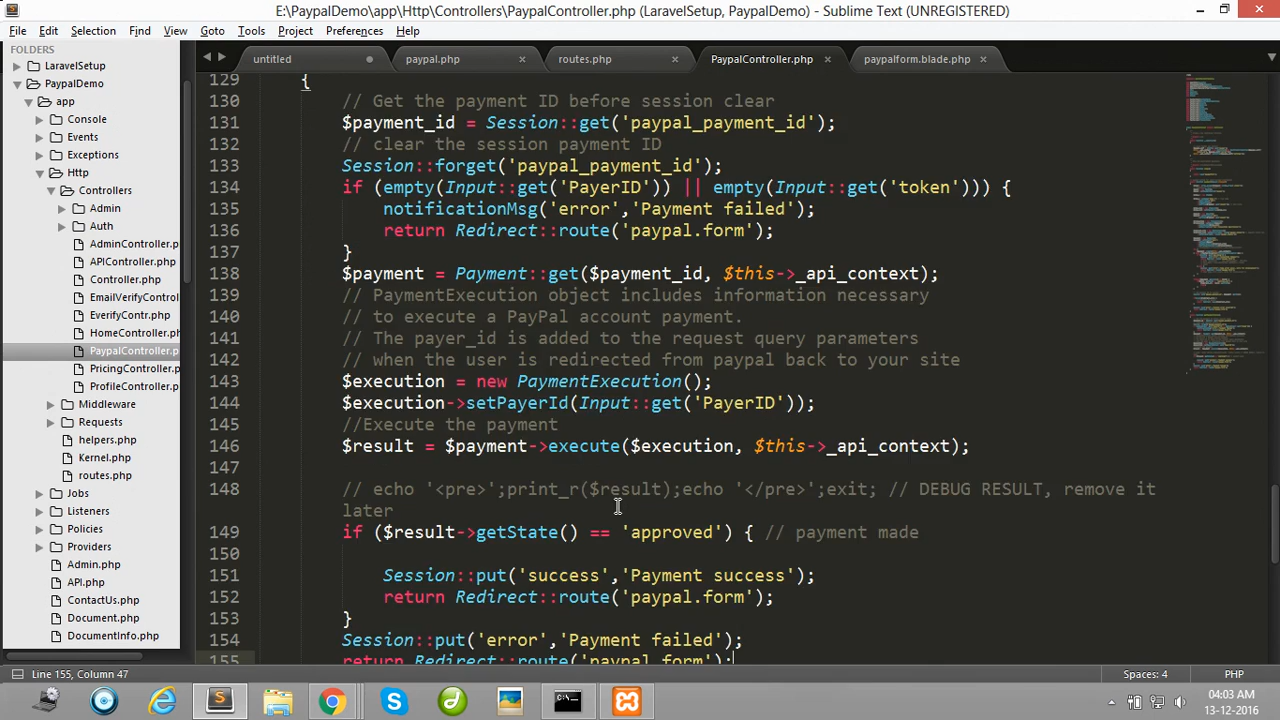 E:\PaypalDemo\app\Http\Controllers\PaypalController.php (LaravelSetup, PaypalDemo) - Sublime Text (UNREGISTERED)
File Edit Selection Find View Goto Tools Project Preferences Help
FOLDERS
LaravelSetup
PaypalDemo
app
Console
Events
Exceptions
Http
Controllers
Admin
Auth
AdminController.p
APIController.php
Controller.php
EmailVerifyContro
EverifyContr.php
HomeController.p
PaypalController.p
PricingController.p
ProfileController.p
Middleware
Requests
helpers.php
Kernel.php
routes.php
Jobs
Listeners
Policies
Providers
Admin.php
API.php
ContactUs.php
Document.php
DocumentInfo.php
untitled paypal.php routes.php PaypalController.php paypalform.blade.php
129 {
130 // Get the payment ID before session clear
131 $payment_id = Session::get('paypal_payment_id');
132 // clear the session payment ID
133 Session::forget('paypal_payment_id');
134 if (empty(Input::get('PayerID')) || empty(Input::get('token'))) {
135 notificationMsg('error','Payment failed');
136 return Redirect::route('paypal.form');
137 }
138 $payment = Payment::get($payment_id, $this->_api_context);
139 // PaymentExecution object includes information necessary
140 // to execute a PayPal account payment.
141 // The payer_id is added to the request query parameters
142 // when the user is redirected from paypal back to your site
143 $execution = new PaymentExecution();
144 $execution->setPayerId(Input::get('PayerID'));
145 //Execute the payment
146 $result = $payment->execute($execution, $this->_api_context);
147
148 // echo '<pre>';print_r($result);echo '</pre>';exit; // DEBUG RESULT, remove it
later
149 if ($result->getState() == 'approved') { // payment made
150
151 Session::put('success','Payment success');
152 return Redirect::route('paypal.form');
153 }
154 Session::put('error','Payment failed');
155 return Redirect::route('paypal.form');
Line 155, Column 47 Spaces: 4 PHP
04:03 AM
13-12-2016